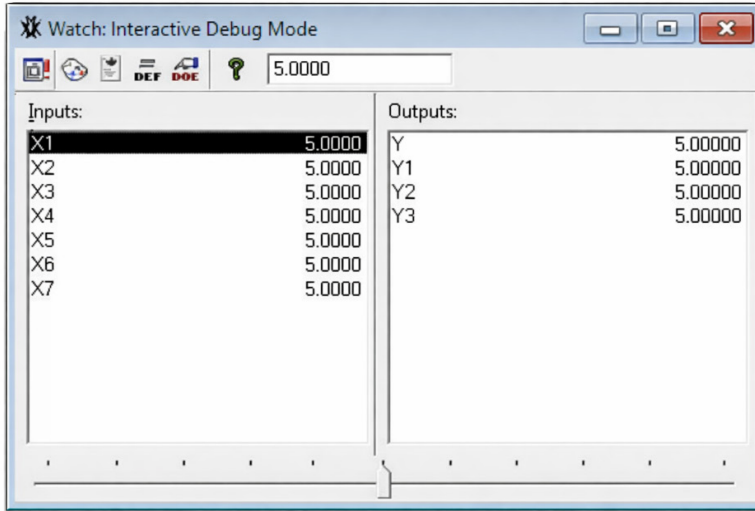 Watch: Interactive Debug Mode
DEF DOE ? 5.0000
Inputs:
X1 5.0000
X2 5.0000
X3 5.0000
X4 5.0000
X5 5.0000
X6 5.0000
X7 5.0000
Outputs:
Y 5.00000
Y1 5.00000
Y2 5.00000
Y3 5.00000